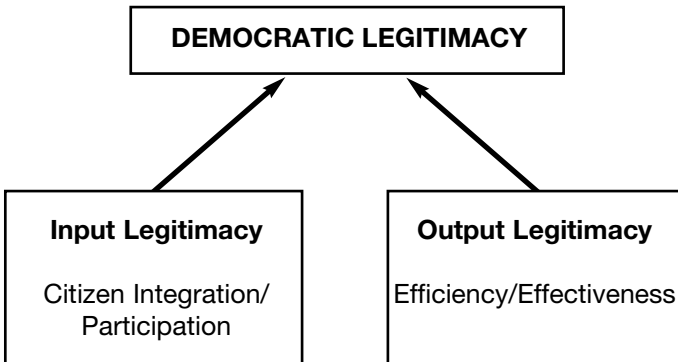 DEMOCRATIC LEGITIMACY
Input Legitimacy
Citizen Integration/
Participation
Output Legitimacy
Efficiency/Effectiveness